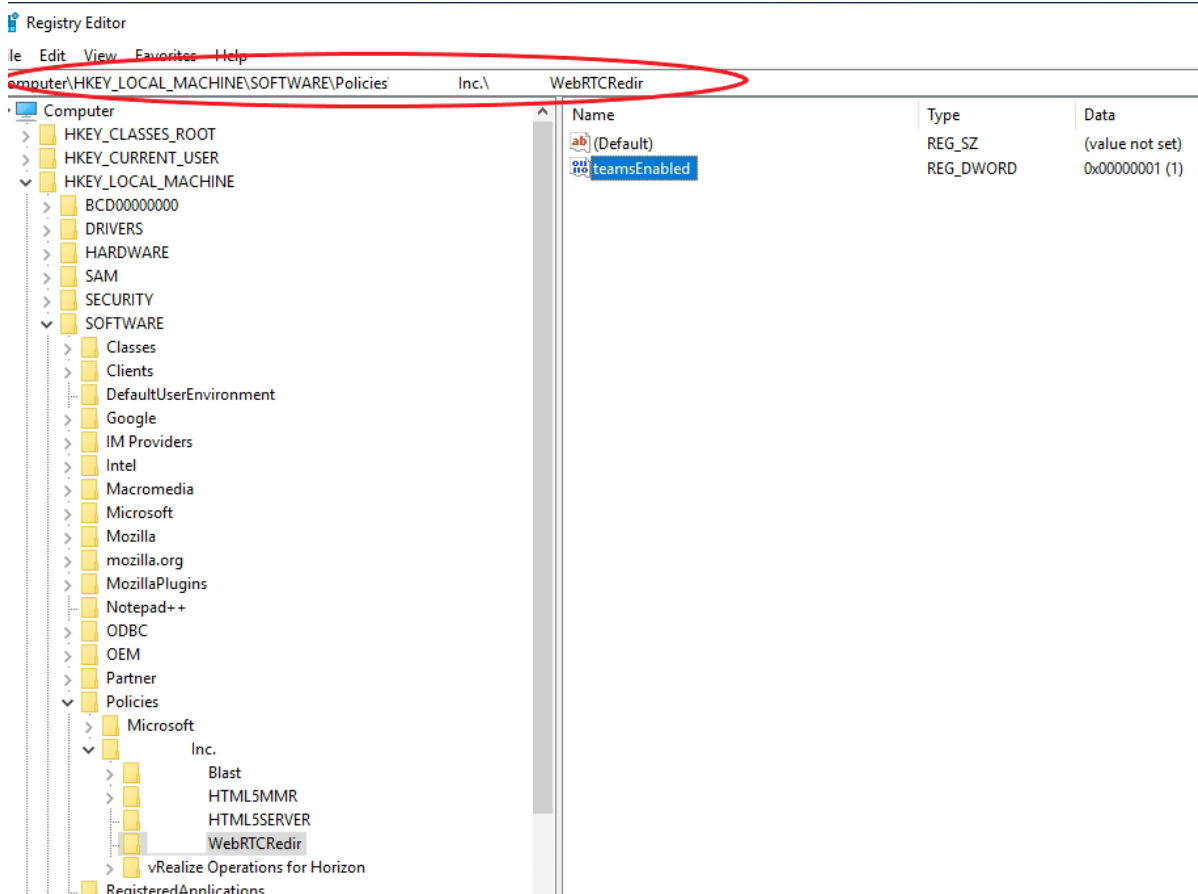 Registry Editor
ile Edit View Favorites Help
omputer\HKEY_LOCAL_MACHINE\SOFTWARE\Policies Inc.\ WebRTCRedir
Computer
HKEY_CLASSES_ROOT
HKEY_CURRENT_USER
HKEY_LOCAL_MACHINE
BCD00000000
DRIVERS
HARDWARE
SAM
SECURITY
SOFTWARE
Classes
Clients
DefaultUserEnvironment
Google
IM Providers
Intel
Macromedia
Microsoft
Mozilla
mozilla.org
MozillaPlugins
Notepad++
ODBC
OEM
Partner
Policies
Microsoft
Inc.
Blast
HTML5MMR
HTML5SERVER
WebRTCRedir
vRealize Operations for Horizon
RegisteredApplications
Name Type Data
ab (Default) REG_SZ (value not set)
teamsEnabled REG_DWORD 0x00000001 (1)